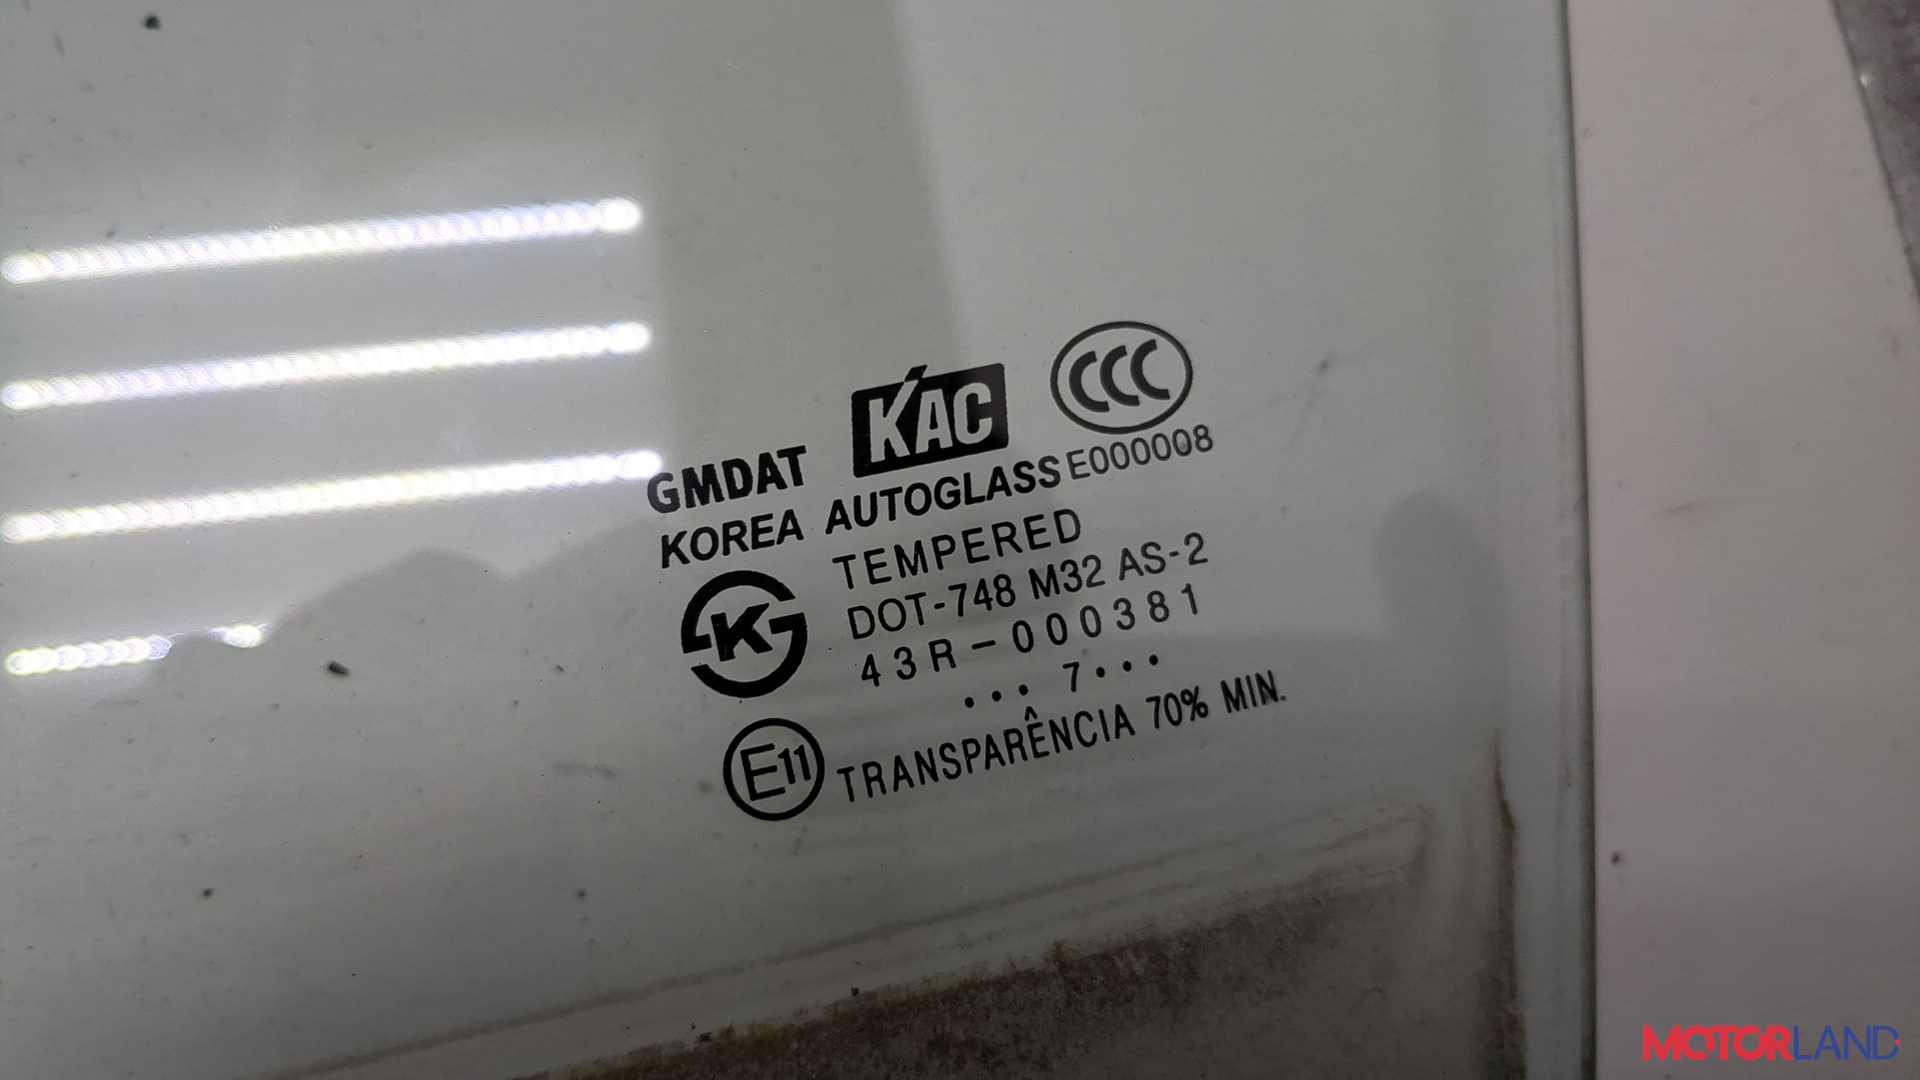 KAC
CCC
GMDAT
KOREA AUTOGLASS E000008
TEMPERED
DOT-748 M32 AS-2
K
43R-000381
... 7...
E11
TRANSPARÊNCIA 70% MIN.
MOTORLAND